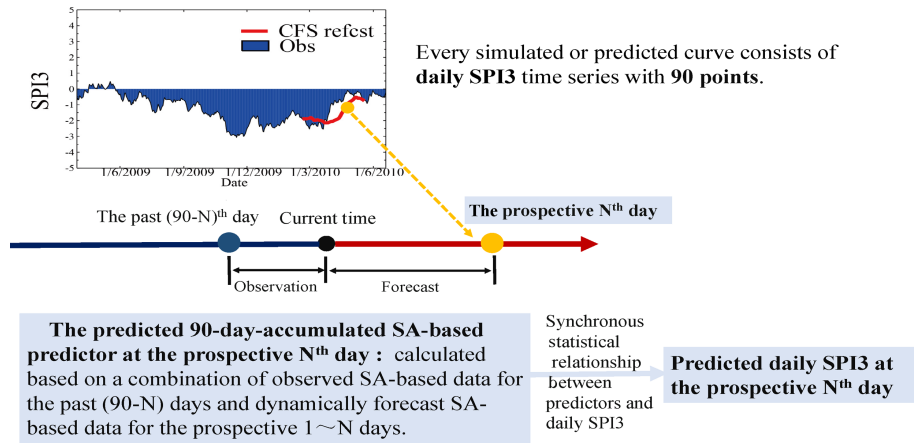 5
4
3
2
1
0
-1
-2
-3
-4
-5
SPI3
CFS refcst
Obs
1/6/2009
1/9/2009
1/12/2009
1/3/2010
1/6/2010
Date
Every simulated or predicted curve consists of
daily SPI3 time series with 90 points.
The past (90-N)th day
Current time
The prospective Nth day
Observation
Forecast
The predicted 90-day-accumulated SA-based
predictor at the prospective Nth day : calculated
based on a combination of observed SA-based data for
the past (90-N) days and dynamically forecast SA-
based data for the prospective 1～N days.
Synchronous
statistical
relationship
between
predictors and
daily SPI3
Predicted daily SPI3 at
the prospective Nth day